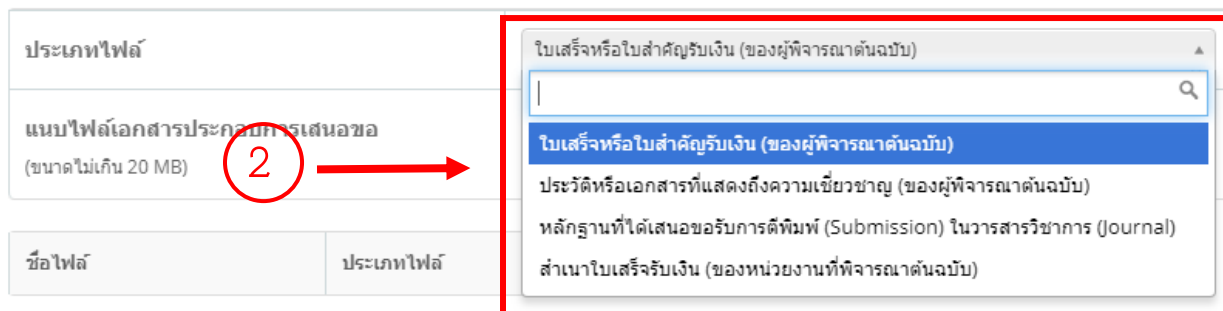 ประเภทไฟล์
ใบเสร็จหรือใบสำคัญรับเงิน (ของผู้พิจารณาต้นฉบับ)
แนบไฟล์เอกสารประกอบการเสนอขอ
(ขนาดไม่เกิน 20 MB)
2
ใบเสร็จหรือใบสำคัญรับเงิน (ของผู้พิจารณาต้นฉบับ)
ประวัติหรือเอกสารที่แสดงถึงความเชี่ยวชาญ (ของผู้พิจารณาต้นฉบับ)
หลักฐานที่ได้เสนอขอรับการตีพิมพ์ (Submission) ในวารสารวิชาการ (Journal)
สำเนาใบเสร็จรับเงิน (ของหน่วยงานที่พิจารณาต้นฉบับ)
ชื่อไฟล์
ประเภทไฟล์